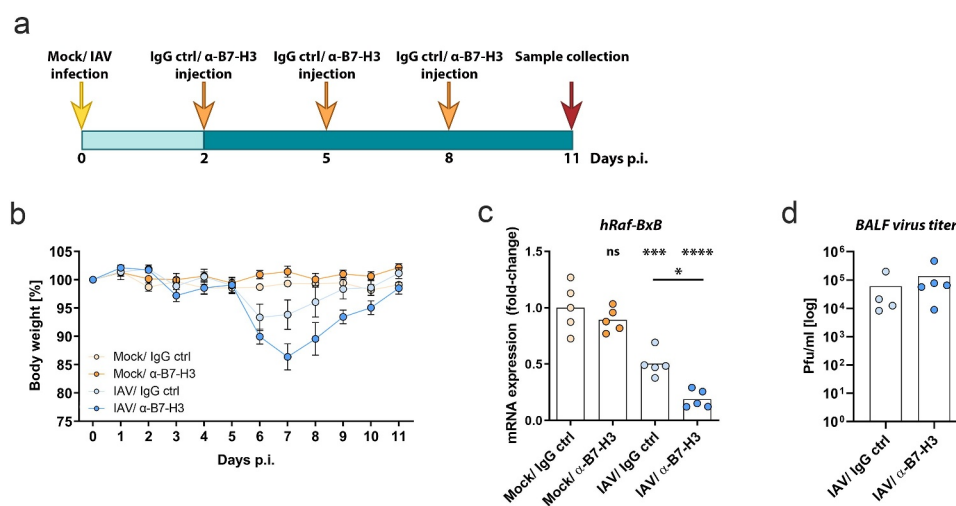 a
Mock/ IAV
infection
IgG ctrl/ α-B7-H3
injection
IgG ctrl/ α-B7-H3
injection
IgG ctrl/ α-B7-H3
injection
Sample collection
0
2
5
8
11
Days p.i.
b
Body weight [%]
105
100
95
90
85
80
75
Mock/ IgG ctrl
Mock/ α-B7-H3
IAV/ IgG ctrl
IAV/ α-B7-H3
0 1 2 3 4 5 6 7 8 9 10 11
Days p.i.
c
hRaf-BxB
mRNA expression (fold-change)
1.5
1.0
0.5
0.0
ns *** ****
*
Mock/ IgG ctrl
Mock/ α-B7-H3
IAV/ IgG ctrl
IAV/ α-B7-H3
d
BALF virus titer
Pfu/ml [log]
10⁶
10⁵
10⁴
10³
10²
10¹
10⁰
IAV/ IgG ctrl
IAV/ α-B7-H3